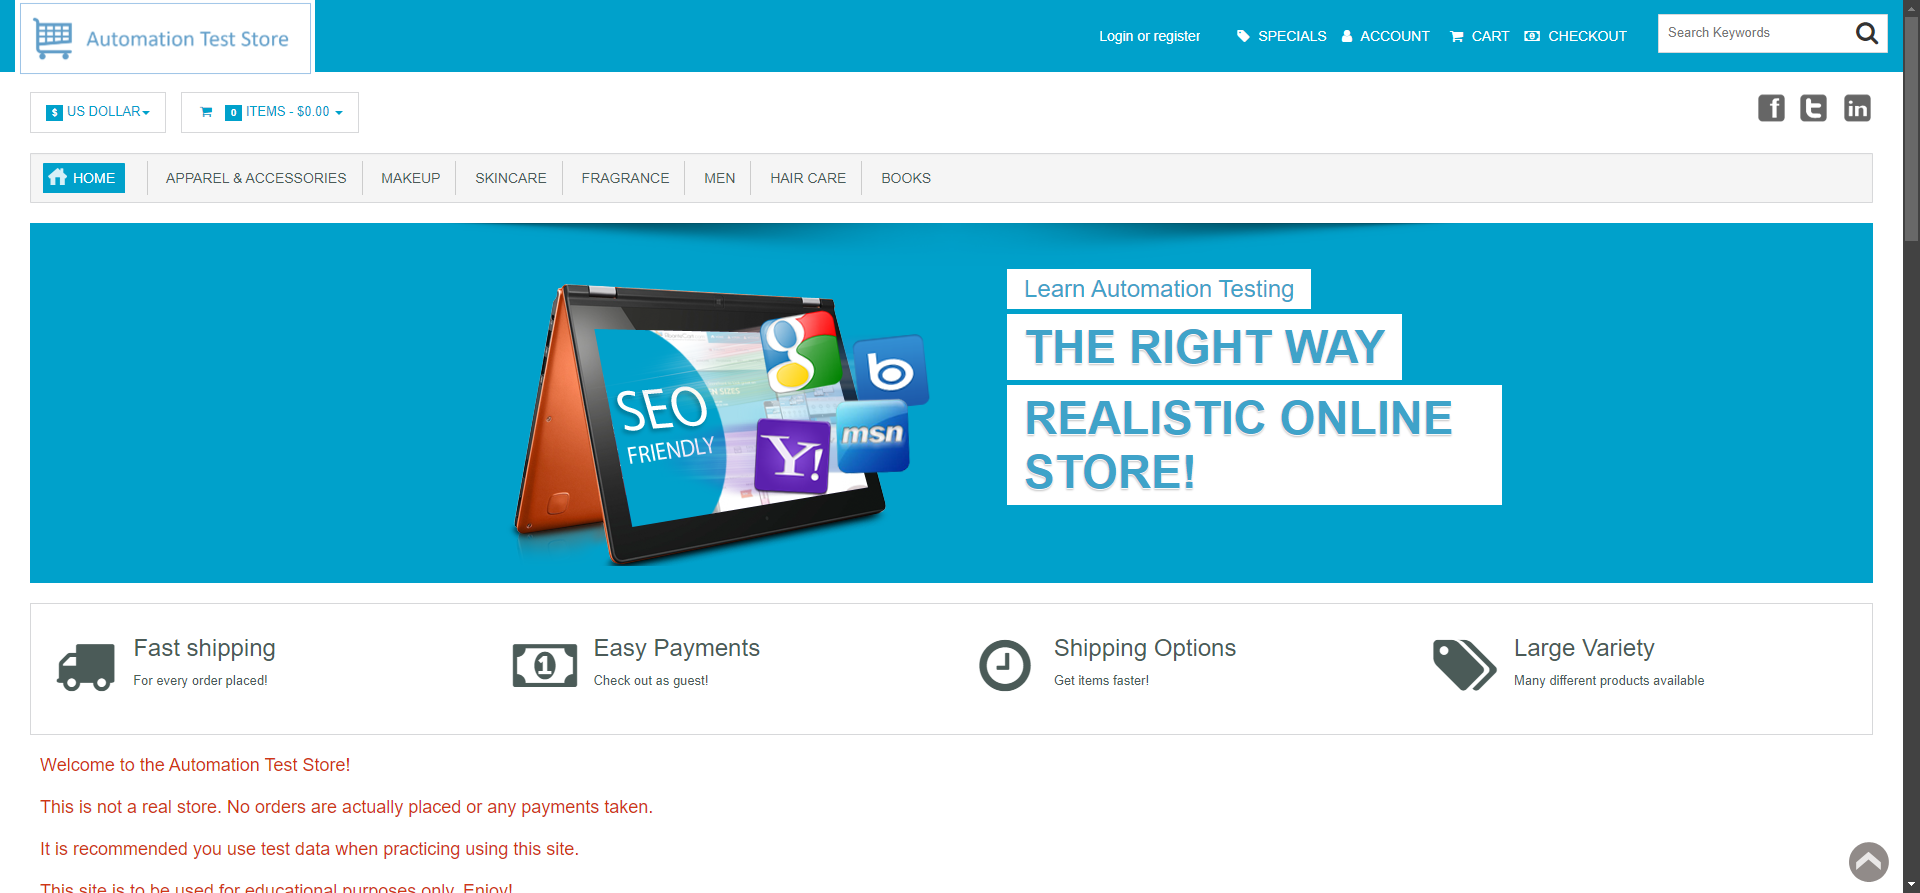 Automation Test Store
Login or register
SPECIALS
ACCOUNT
CART
CHECKOUT
Search Keywords
$ US DOLLAR
0 ITEMS - $0.00
HOME
APPAREL & ACCESSORIES
MAKEUP
SKINCARE
FRAGRANCE
MEN
HAIR CARE
BOOKS
SEO
FRIENDLY
g
b
Y!
msn
Learn Automation Testing
THE RIGHT WAY
REALISTIC ONLINE
STORE!
Fast shipping
For every order placed!
1
Easy Payments
Check out as guest!
Shipping Options
Get items faster!
Large Variety
Many different products available
Welcome to the Automation Test Store!
This is not a real store. No orders are actually placed or any payments taken.
It is recommended you use test data when practicing using this site.
This site is to be used for educational purposes only. Enjoy!